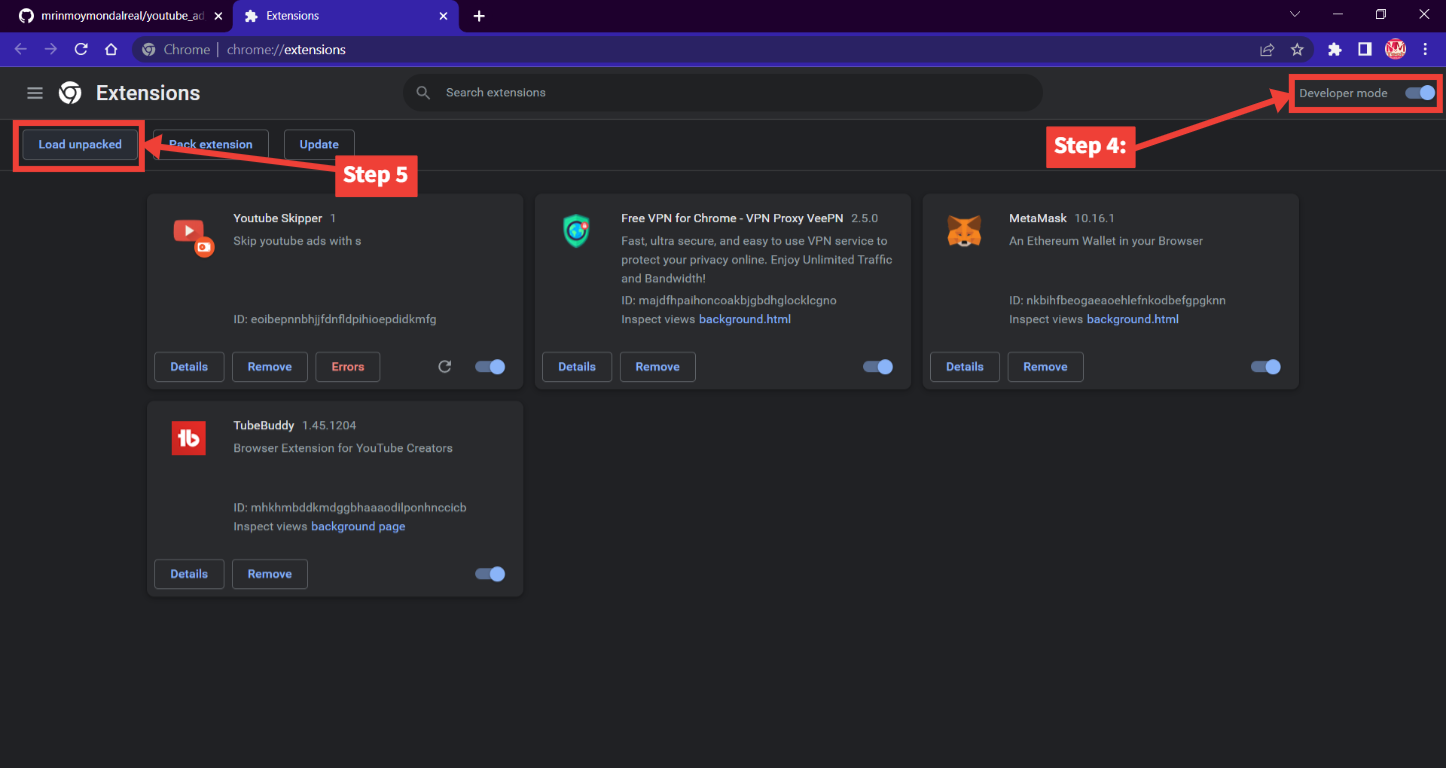 mrinmoymondalreal/youtube_ad
Extensions
Chrome | chrome://extensions
Extensions
Search extensions
Developer mode
Load unpacked
Pack extension
Update
Step 4:
Step 5
Youtube Skipper 1
Skip youtube ads with s
ID: eoibepnnbhjjfdnfldpihioepdidkmfg
Details
Remove
Errors
Free VPN for Chrome - VPN Proxy VeePN 2.5.0
Fast, ultra secure, and easy to use VPN service to
protect your privacy online. Enjoy Unlimited Traffic
and Bandwidth!
ID: majdfhpaihoncoakbjgbdhglocklcgno
Inspect views background.html
Details
Remove
MetaMask 10.16.1
An Ethereum Wallet in your Browser
ID: nkbihfbeogaeaoehlefnkodbefgpgknn
Inspect views background.html
Details
Remove
TubeBuddy 1.45.1204
Browser Extension for YouTube Creators
ID: mhkhmbddkmdggbhaaaodilponhnccicb
Inspect views background page
Details
Remove